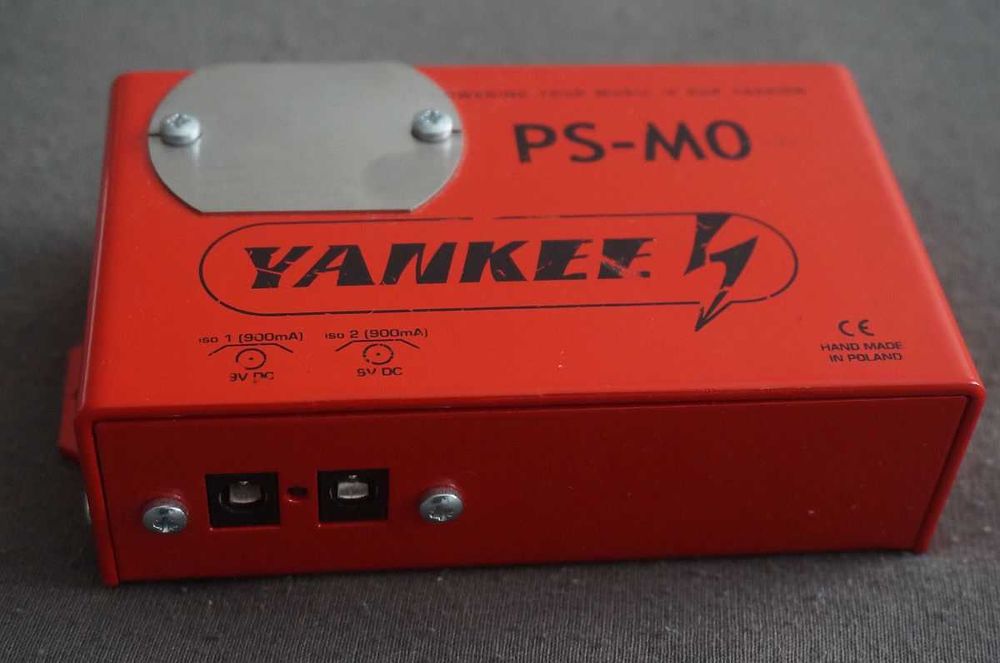 POWERING YOUR MUSIC IS OUR PASSION
PS-M0
YANKEE
ISO 1 (900mA) ISO 2 (900mA)
9V DC 9V DC
CE
HAND MADE
IN POLAND